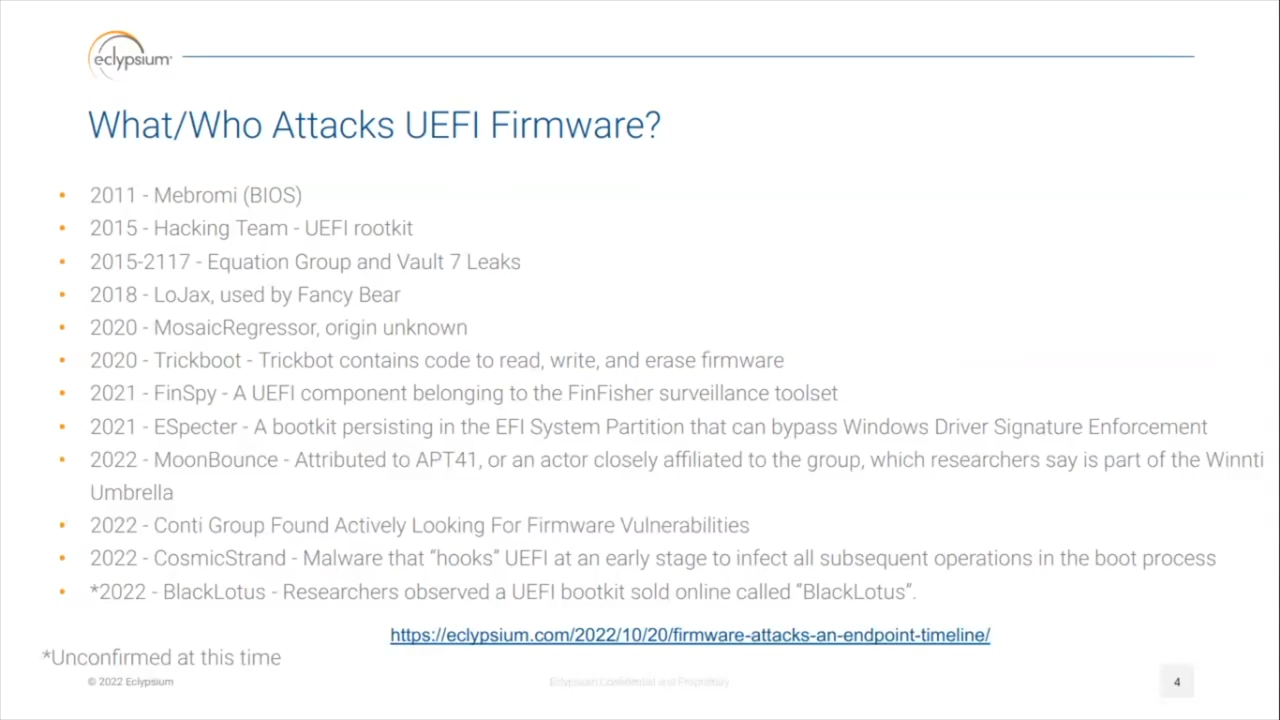 eclypsium
What/Who Attacks UEFI Firmware?
• 2011 - Mebromi (BIOS)
• 2015 - Hacking Team - UEFI rootkit
• 2015-2117 - Equation Group and Vault 7 Leaks
• 2018 - LoJax, used by Fancy Bear
• 2020 - MosaicRegressor, origin unknown
• 2020 - Trickboot - Trickbot contains code to read, write, and erase firmware
• 2021 - FinSpy - A UEFI component belonging to the FinFisher surveillance toolset
• 2021 - ESpecter - A bootkit persisting in the EFI System Partition that can bypass Windows Driver Signature Enforcement
• 2022 - MoonBounce - Attributed to APT41, or an actor closely affiliated to the group, which researchers say is part of the Winnti
Umbrella
• 2022 - Conti Group Found Actively Looking For Firmware Vulnerabilities
• 2022 - CosmicStrand - Malware that “hooks” UEFI at an early stage to infect all subsequent operations in the boot process
• *2022 - BlackLotus - Researchers observed a UEFI bootkit sold online called “BlackLotus”.
https://eclypsium.com/2022/10/20/firmware-attacks-an-endpoint-timeline/
*Unconfirmed at this time
© 2022 Eclypsium
Eclypsium Confidential and Proprietary
4